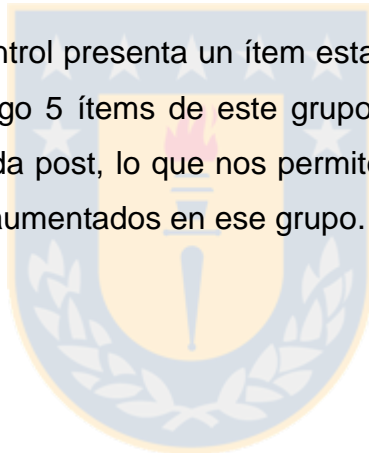 ntrol presenta un ítem esta
go 5 ítems de este grupo
da post, lo que nos permite
aumentados en ese grupo.